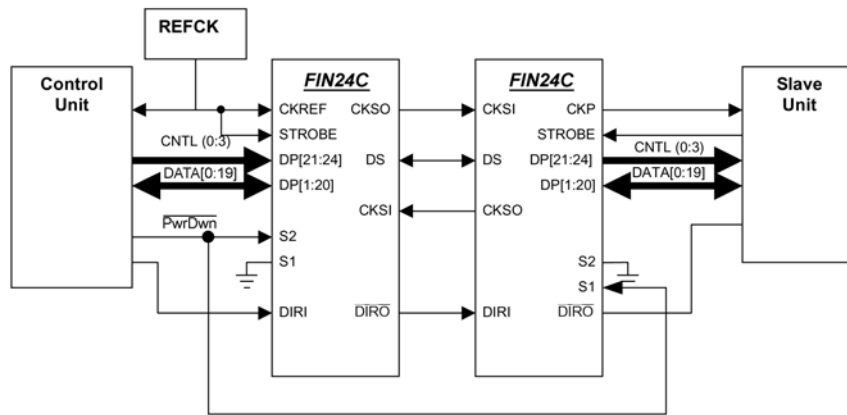 REFCK
Control
Unit
FIN24C
FIN24C
Slave
Unit
CKREF
CKSO
CKSI
CKP
STROBE
STROBE
CNTL (0:3)
DP[21:24]
DS
DS
DP[21:24]
CNTL (0:3)
DATA[0:19]
DP[1:20]
DP[1:20]
DATA[0:19]
CKSI
CKSO
PwrDwn
S2
S1
S2
S1
DIRI
DIRO
DIRI
DIRO